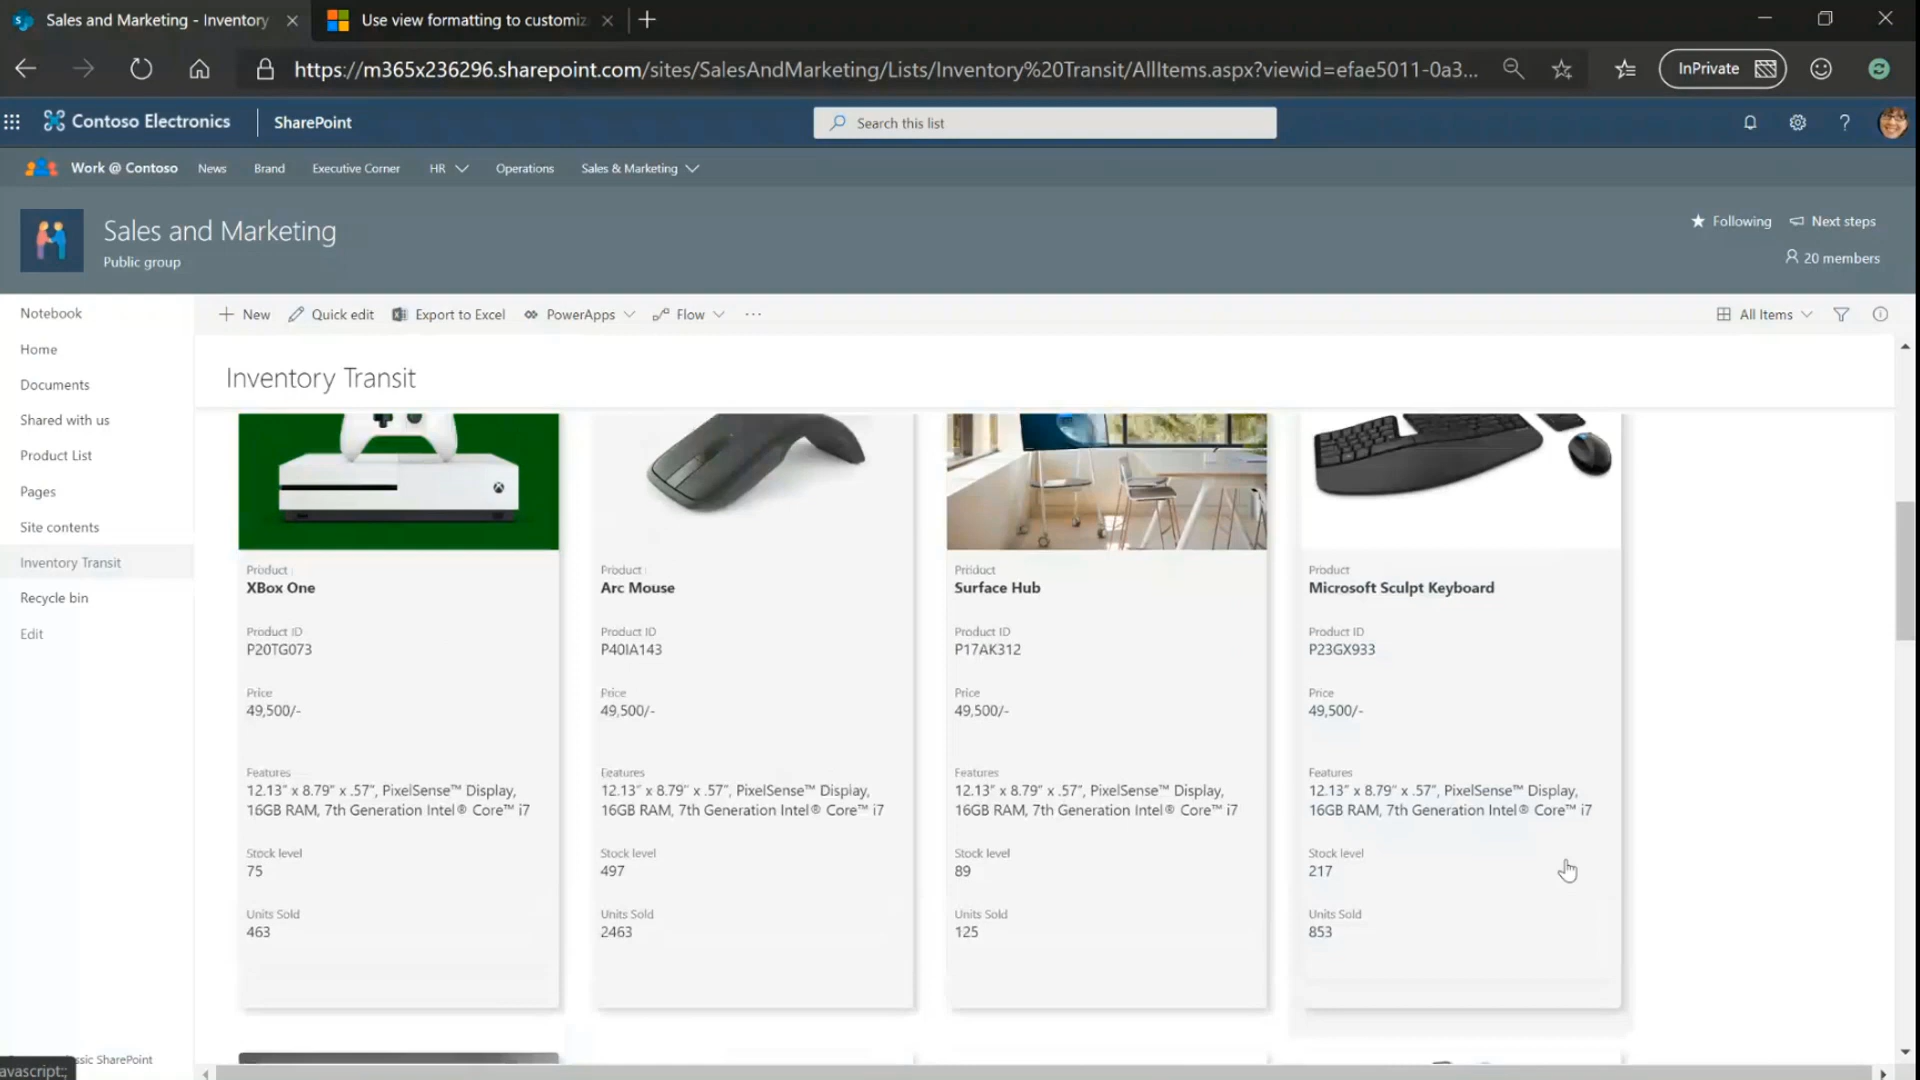 Sales and Marketing - Inventory
Use view formatting to customiz
https://m365x236296.sharepoint.com/sites/SalesAndMarketing/Lists/Inventory%20Transit/AllItems.aspx?viewid=efae5011-0a3...
InPrivate
Contoso Electronics
SharePoint
Search this list
Work @ Contoso
News
Brand
Executive Corner
HR
Operations
Sales & Marketing
Sales and Marketing
Public group
Following
Next steps
20 members
Notebook
Home
Documents
Shared with us
Product List
Pages
Site contents
Inventory Transit
Recycle bin
Edit
New
Quick edit
Export to Excel
PowerApps
Flow
All Items
Inventory Transit
Product
XBox One
Product ID
P20TG073
Price
49,500/-
Features
12.13” x 8.79” x .57”, PixelSense™ Display,
16GB RAM, 7th Generation Intel® Core™ i7
Stock level
75
Units Sold
463
Product
Arc Mouse
Product ID
P40IA143
Price
49,500/-
Features
12.13” x 8.79” x .57”, PixelSense™ Display,
16GB RAM, 7th Generation Intel® Core™ i7
Stock level
497
Units Sold
2463
Product
Surface Hub
Product ID
P17AK312
Price
49,500/-
Features
12.13” x 8.79” x .57”, PixelSense™ Display,
16GB RAM, 7th Generation Intel® Core™ i7
Stock level
89
Units Sold
125
Product
Microsoft Sculpt Keyboard
Product ID
P23GX933
Price
49,500/-
Features
12.13” x 8.79” x .57”, PixelSense™ Display,
16GB RAM, 7th Generation Intel® Core™ i7
Stock level
217
Units Sold
853
ssic SharePoint
avascript:;